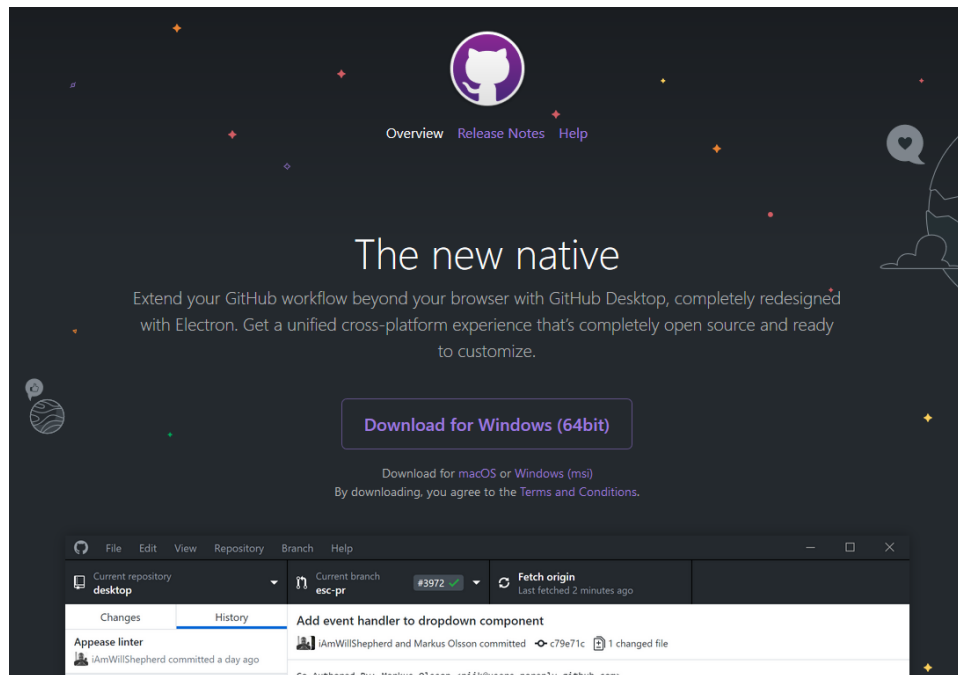 Overview Release Notes Help
The new native
Extend your GitHub workflow beyond your browser with GitHub Desktop, completely redesigned
with Electron. Get a unified cross-platform experience that's completely open source and ready
to customize.
Download for Windows (64bit)
Download for macOS or Windows (msi)
By downloading, you agree to the Terms and Conditions.
File Edit View Repository Branch Help
Current repository
desktop
Current branch
esc-pr
#3972
Fetch origin
Last fetched 2 minutes ago
Changes History
Add event handler to dropdown component
Appease linter
iAmWillShepherd and Markus Olsson committed c79e71c 1 changed file
iAmWillShepherd committed a day ago
Co-Authored-By: Markus Olsson